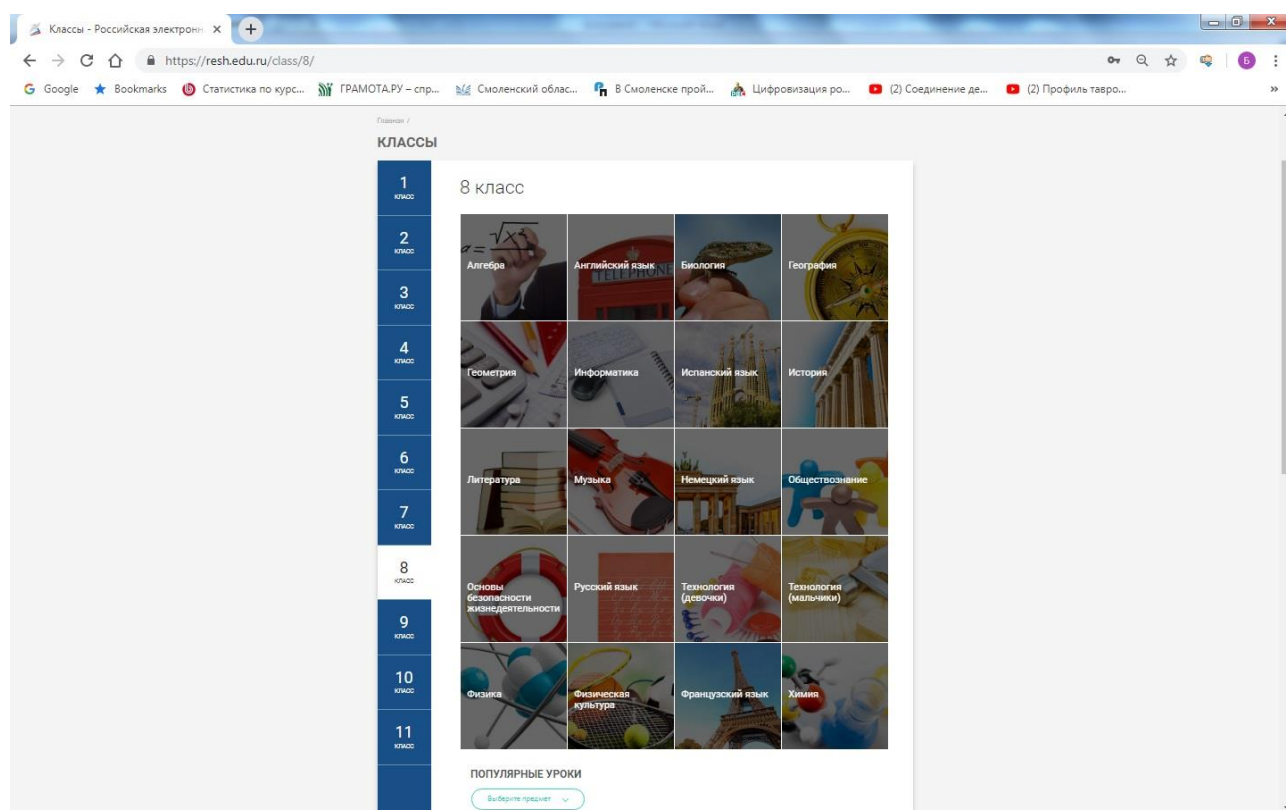 Классы - Российская электронн
https://resh.edu.ru/class/8/
Б
Google
Bookmarks
Статистика по курс...
ГРАМОТА.РУ – спр...
Смоленский облас...
В Смоленске прой...
Цифровизация ро...
(2) Соединение де...
(2) Профиль тавро...
Главная /
КЛАССЫ
1
класс
2
класс
3
класс
4
класс
5
класс
6
класс
7
класс
8
класс
9
класс
10
класс
11
класс
8 класс
Алгебра
Английский язык
TELEPHONE
Биология
География
Геометрия
Информатика
Испанский язык
История
Литература
Музыка
Немецкий язык
Обществознание
Основы
безопасности
жизнедеятельности
Русский язык
Технология
(девочки)
Технология
(мальчики)
Физика
Физическая
культура
Французский язык
Химия
ПОПУЛЯРНЫЕ УРОКИ
Выберите предмет